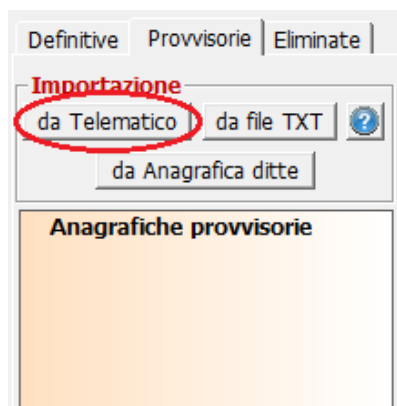 Definitive Provvisorie Eliminate
Importazione
da Telematico da file TXT ?
da Anagrafica ditte
Anagrafiche provvisorie